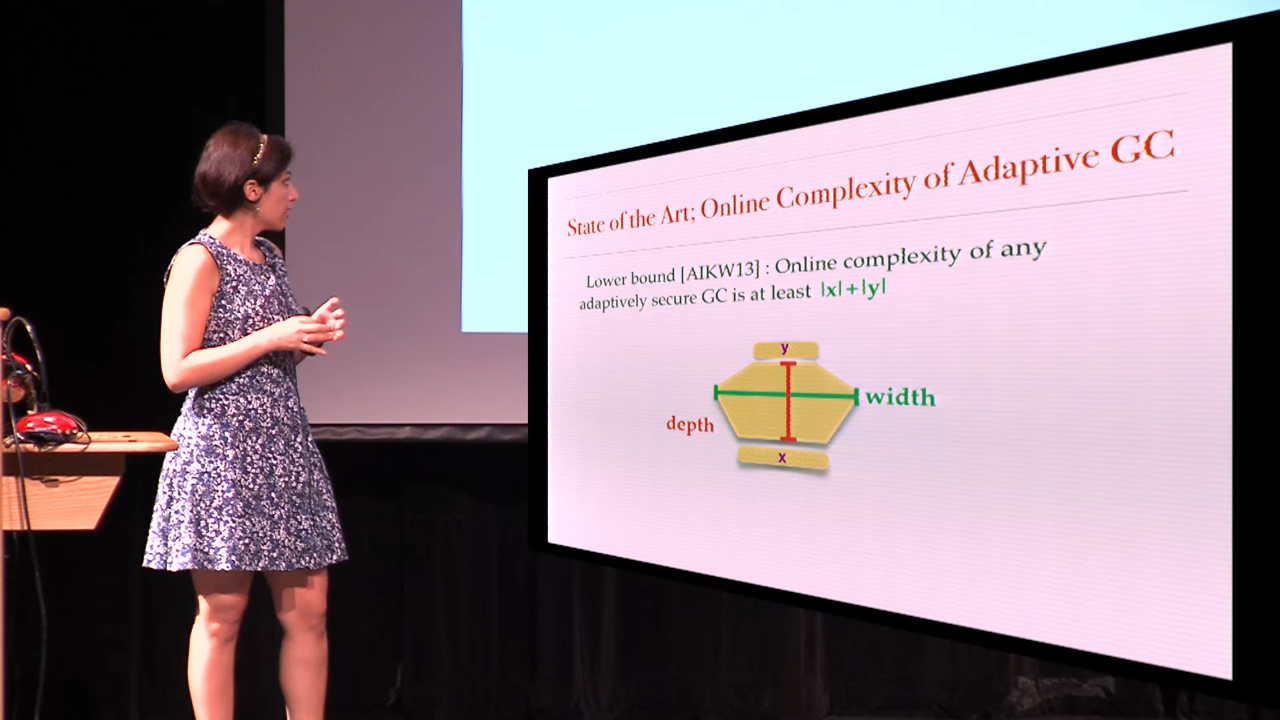 State of the Art; Online Complexity of Adaptive GC
Lower bound [AIKW13] : Online complexity of any
adaptively secure GC is at least |x|+|y|
y
width
depth
x